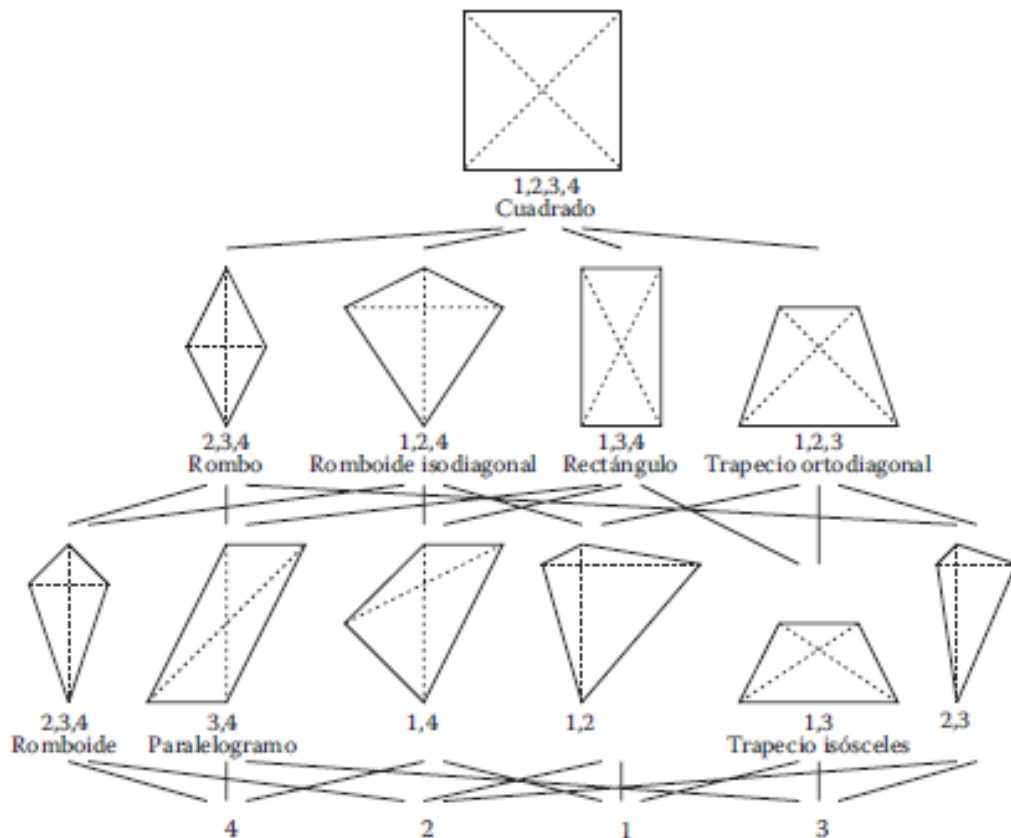 1,2,3,4
Cuadrado
2,3,4 1,2,4 1,3,4 1,2,3
Rombo Romboide isodiagonal Rectángulo Trapecio ortodiagonal
2,3,4 3,4 1,4 1,2 1,3 2,3
Romboide Paralelogramo Trapecio isósceles
4 2 1 3